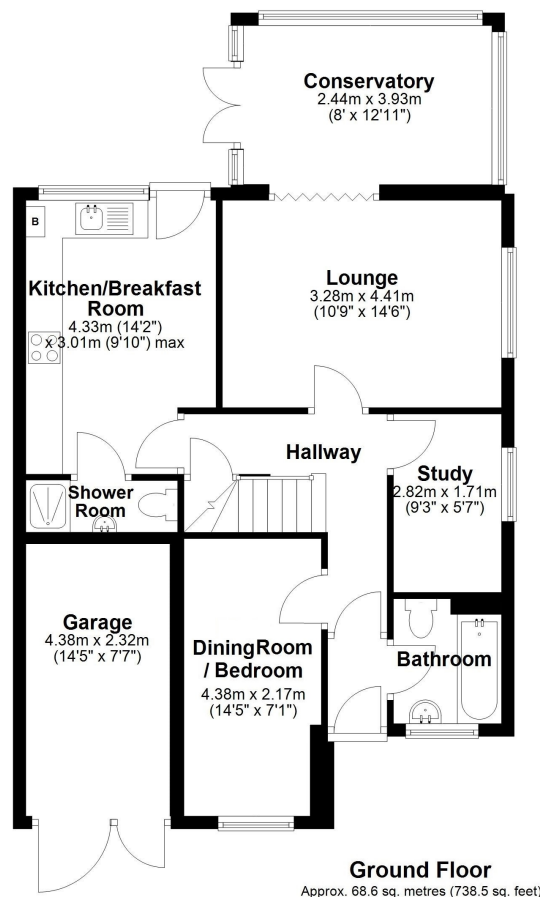 Conservatory
2.44m x 3.93m
(8' x 12'11")
B
Kitchen/Breakfast
Room
4.33m (14'2")
x 3.01m (9'10") max
Lounge
3.28m x 4.41m
(10'9" x 14'6")
Hallway
Study
2.82m x 1.71m
(9'3" x 5'7")
Shower
Room
Garage
4.38m x 2.32m
(14'5" x 7'7")
DiningRoom
/ Bedroom
4.38m x 2.17m
(14'5" x 7'1")
Bathroom
Ground Floor
Approx. 68.6 sq. metres (738.5 sq. feet)